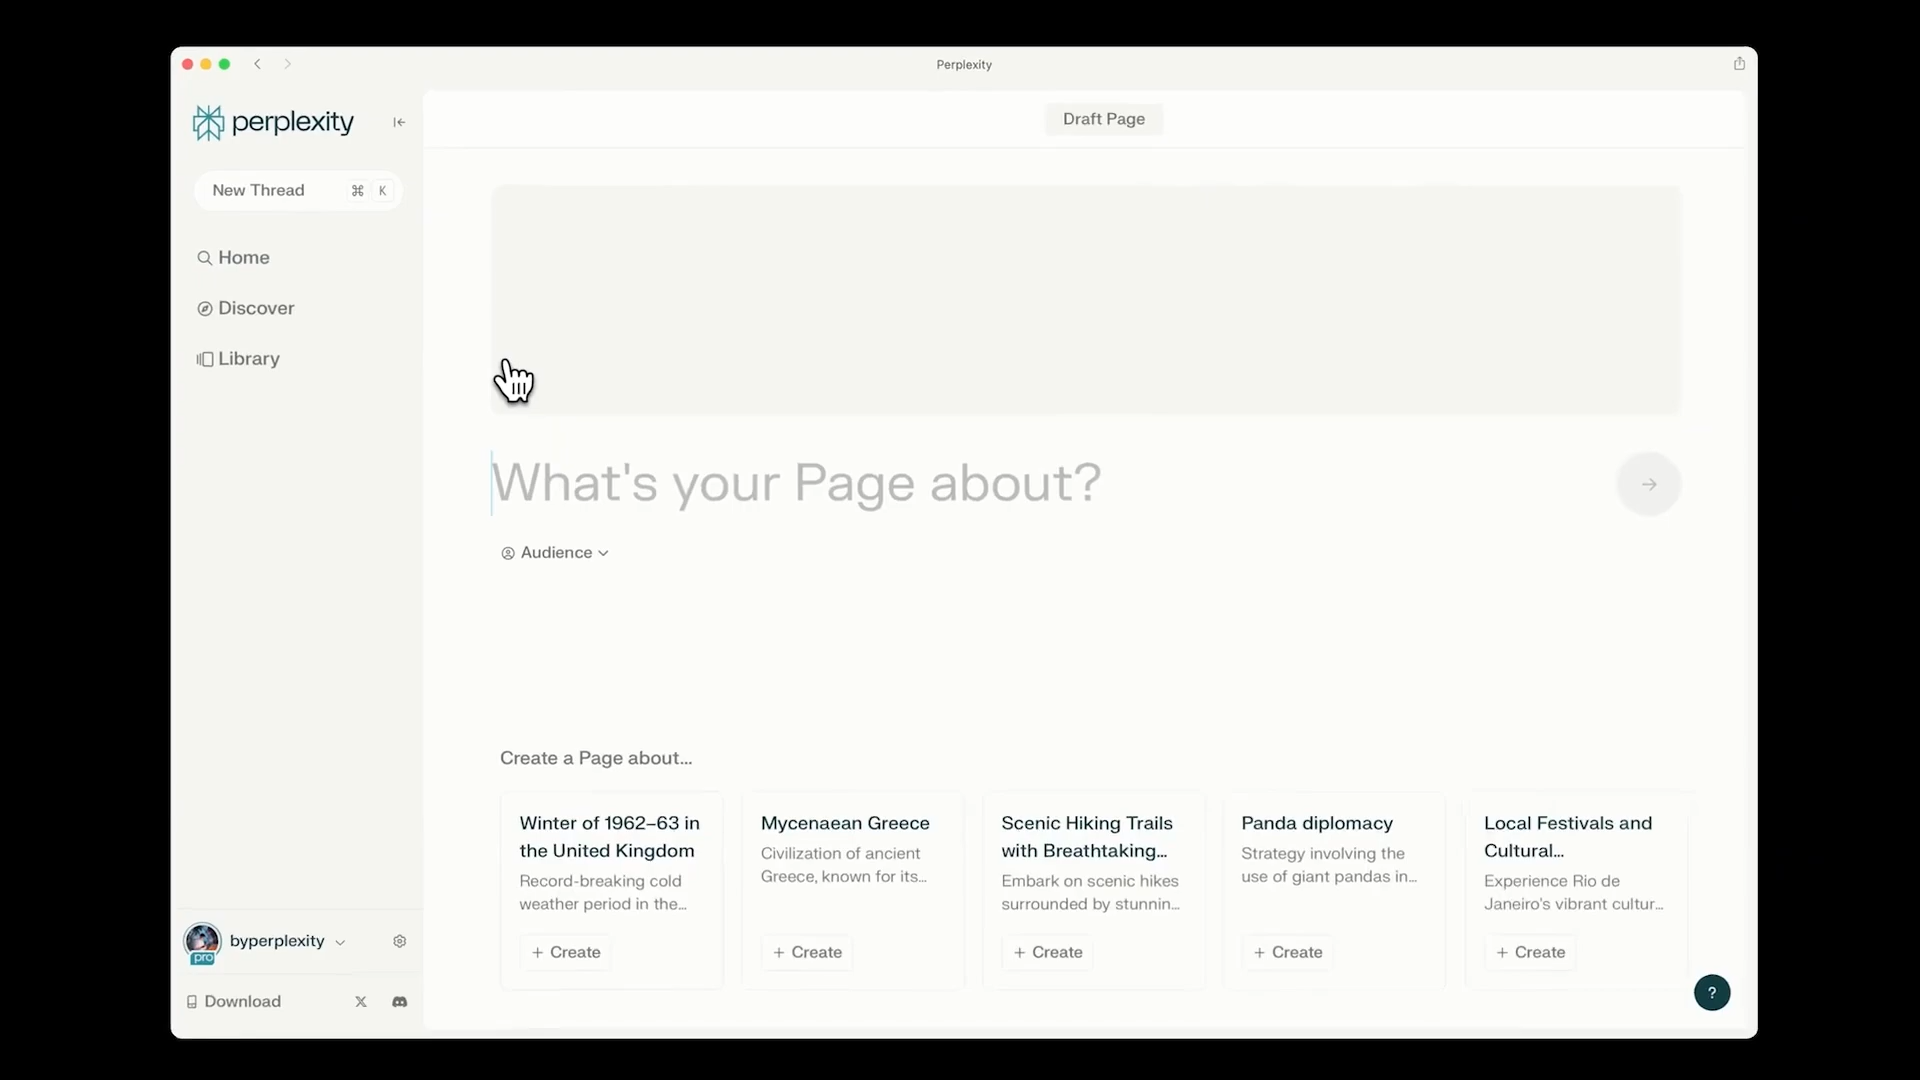 Perplexity
perplexity
New Thread ⌘ K
Home
Discover
Library
byperplexity
pro
Download
Draft Page
What's your Page about?
Audience
Create a Page about...
Winter of 1962–63 in
the United Kingdom
Record-breaking cold
weather period in the...
+ Create
Mycenaean Greece
Civilization of ancient
Greece, known for its...
+ Create
Scenic Hiking Trails
with Breathtaking...
Embark on scenic hikes
surrounded by stunnin...
+ Create
Panda diplomacy
Strategy involving the
use of giant pandas in...
+ Create
Local Festivals and
Cultural...
Experience Rio de
Janeiro's vibrant cultur...
+ Create
?